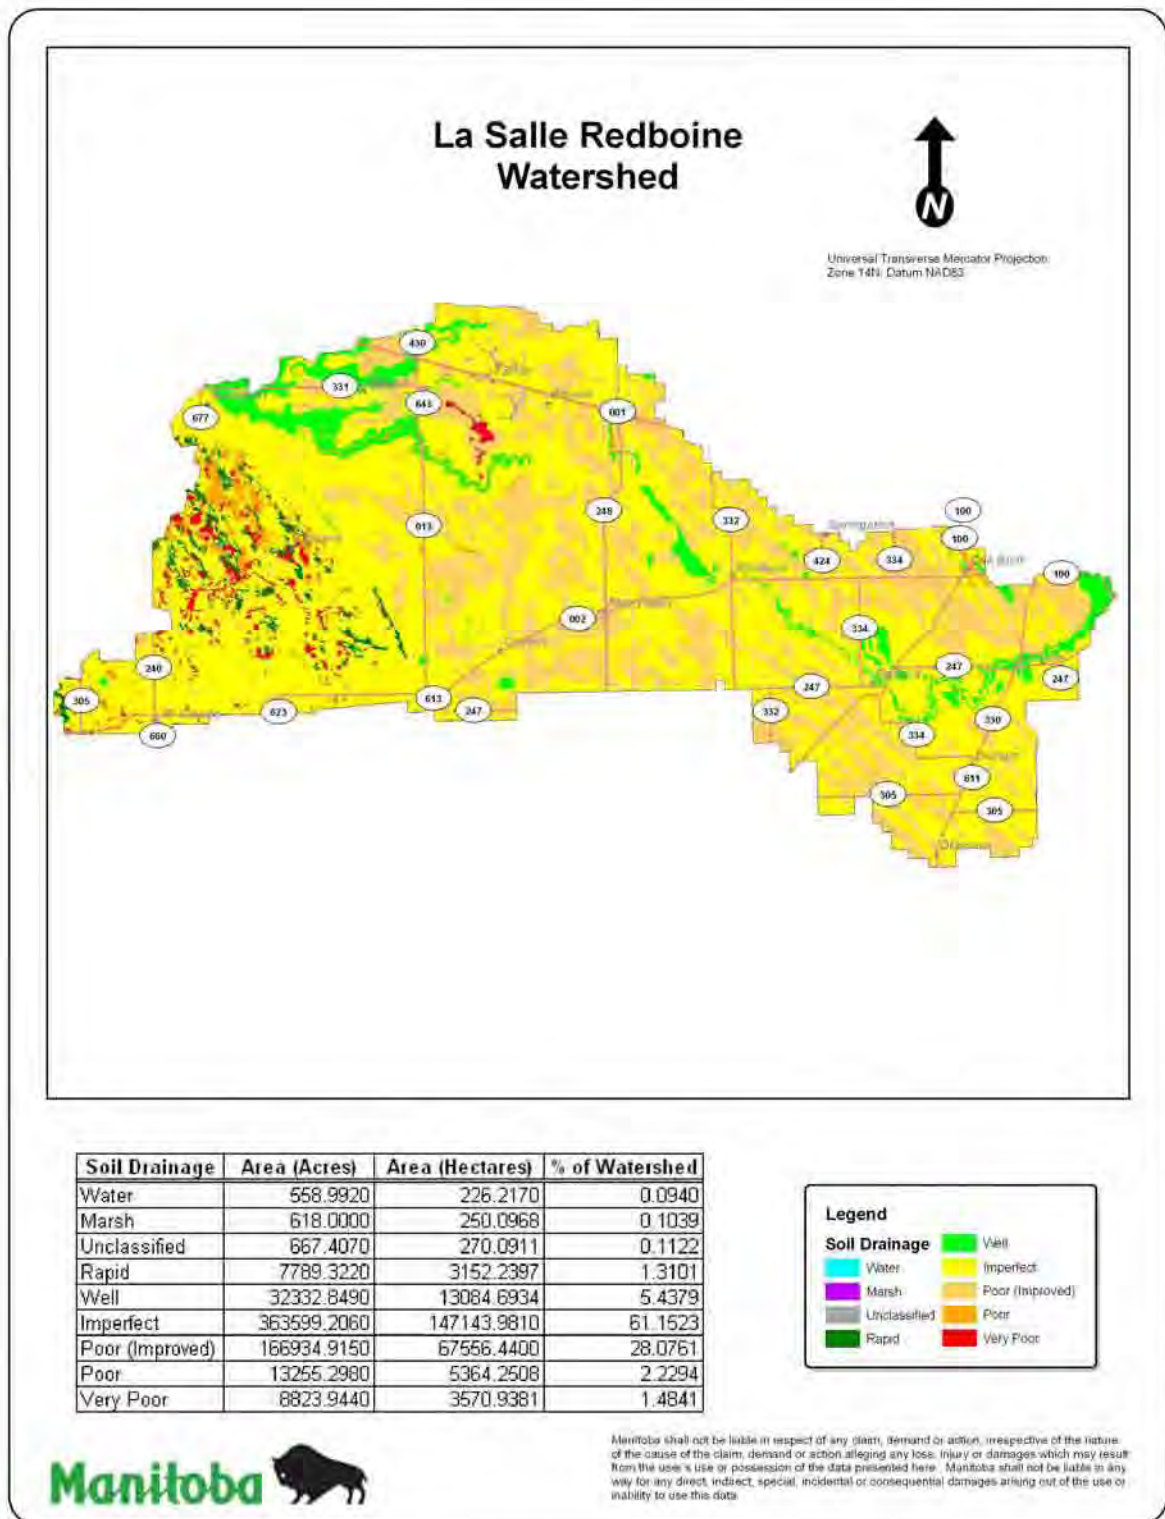 La Salle Redboine
Watershed
N
Universal Transverse Mercator Projection
Zone 14N. Datum NAD83
430
331
643
677
001
013
248
332
100
100
424
334
100
002
334
240
247
247
305
613
247
247
623
332
330
660
334
611
305
305
Soil Drainage Area (Acres) Area (Hectares) % of Watershed
Water 558.9920 226.2170 0.0940
Marsh 618.0000 250.0968 0.1039
Unclassified 667.4070 270.0911 0.1122
Rapid 7789.3220 3152.2397 1.3101
Well 32332.8490 13084.6934 5.4379
Imperfect 363599.2060 147143.9810 61.1523
Poor (Improved) 166934.9150 67556.4400 28.0761
Poor 13255.2980 5364.2508 2.2294
Very Poor 8823.9440 3570.9381 1.4841
Legend
Soil Drainage
Water
Marsh
Unclassified
Rapid
Well
Imperfect
Poor (Improved)
Poor
Very Poor
Manitoba
Manitoba shall not be liable in respect of any claim, demand or action, irrespective of the nature
of the cause of the claim, demand or action alleging any loss, injury or damages which may result
from the user's use or possession of the data presented here. Manitoba shall not be liable in any
way for any direct, indirect, special, incidental or consequential damages arising out of the use or
inability to use this data